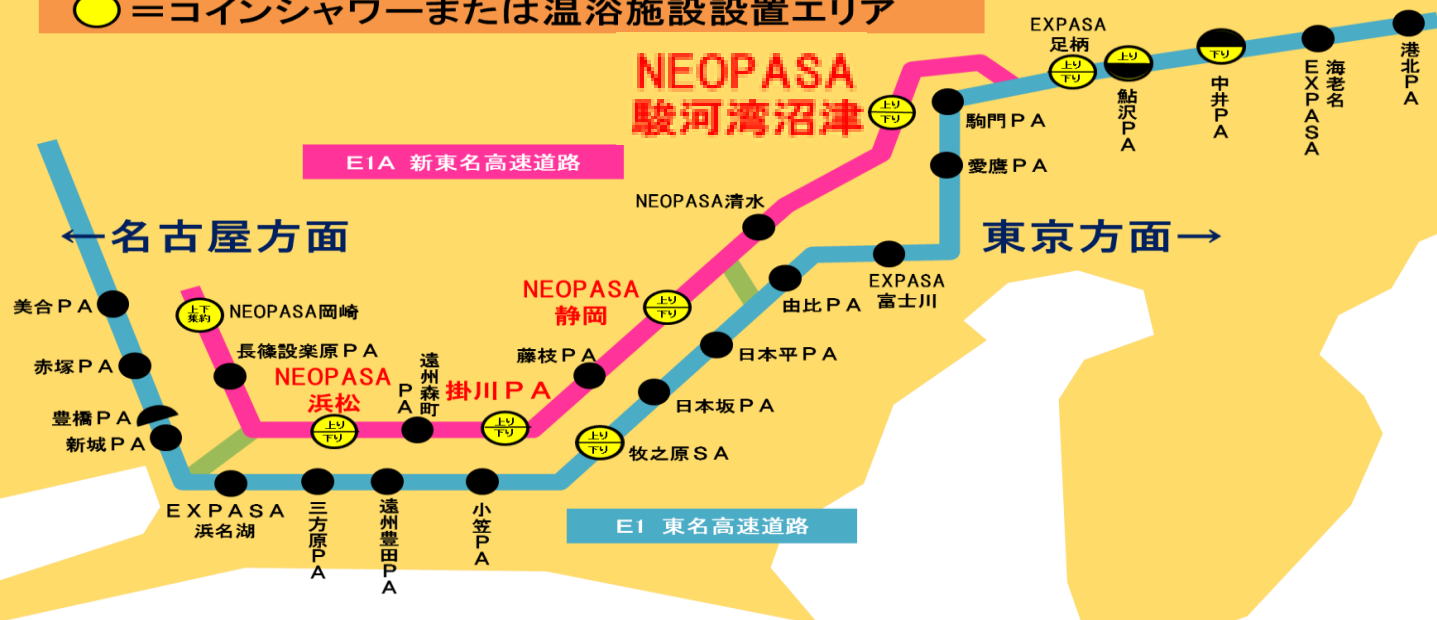 ＝コインシャワーまたは温浴施設設置エリア
EXPASA
足柄
上り
下り
上り
鮎沢ＰＡ
下り
中井ＰＡ
海老名
ＥＸＰＡＳＡ
港北ＰＡ
NEOPASA
駿河湾沼津
上り
下り
駒門ＰＡ
愛鷹ＰＡ
E1A 新東名高速道路
NEOPASA清水
←名古屋方面
東京方面→
EXPASA
富士川
由比ＰＡ
NEOPASA
静岡
上り
下り
美合ＰＡ
上下
集約
NEOPASA岡崎
長篠設楽原ＰＡ
日本平ＰＡ
藤枝ＰＡ
赤塚ＰＡ
NEOPASA
浜松
上り
下り
遠州森町
ＰＡ
掛川ＰＡ
上り
下り
日本坂ＰＡ
豊橋ＰＡ
新城ＰＡ
上り
下り
牧之原ＳＡ
ＥＸＰＡＳＡ
浜名湖
三方原ＰＡ
遠州豊田ＰＡ
小笠ＰＡ
E1 東名高速道路